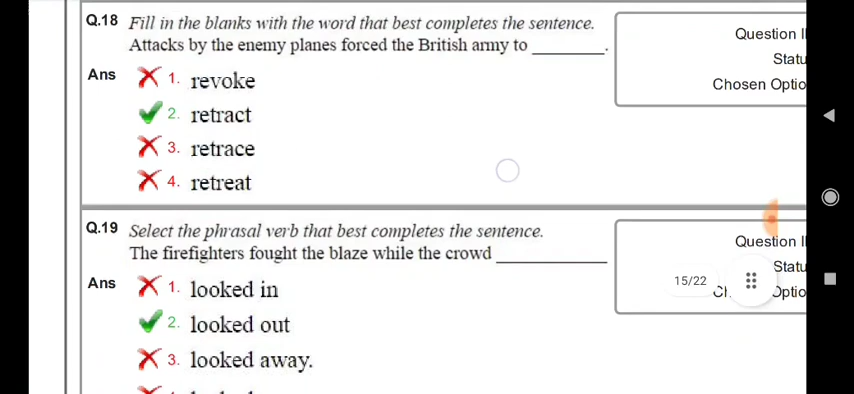 Q.18 Fill in the blanks with the word that best completes the sentence.
Attacks by the enemy planes forced the British army to ________.
Ans 1. revoke
2. retract
3. retrace
4. retreat
Question I
Statu
Chosen Optio
Q.19 Select the phrasal verb that best completes the sentence.
The firefighters fought the blaze while the crowd ____________
Ans 1. looked in
2. looked out
3. looked away.
Question I
Statu
Optio
15/22